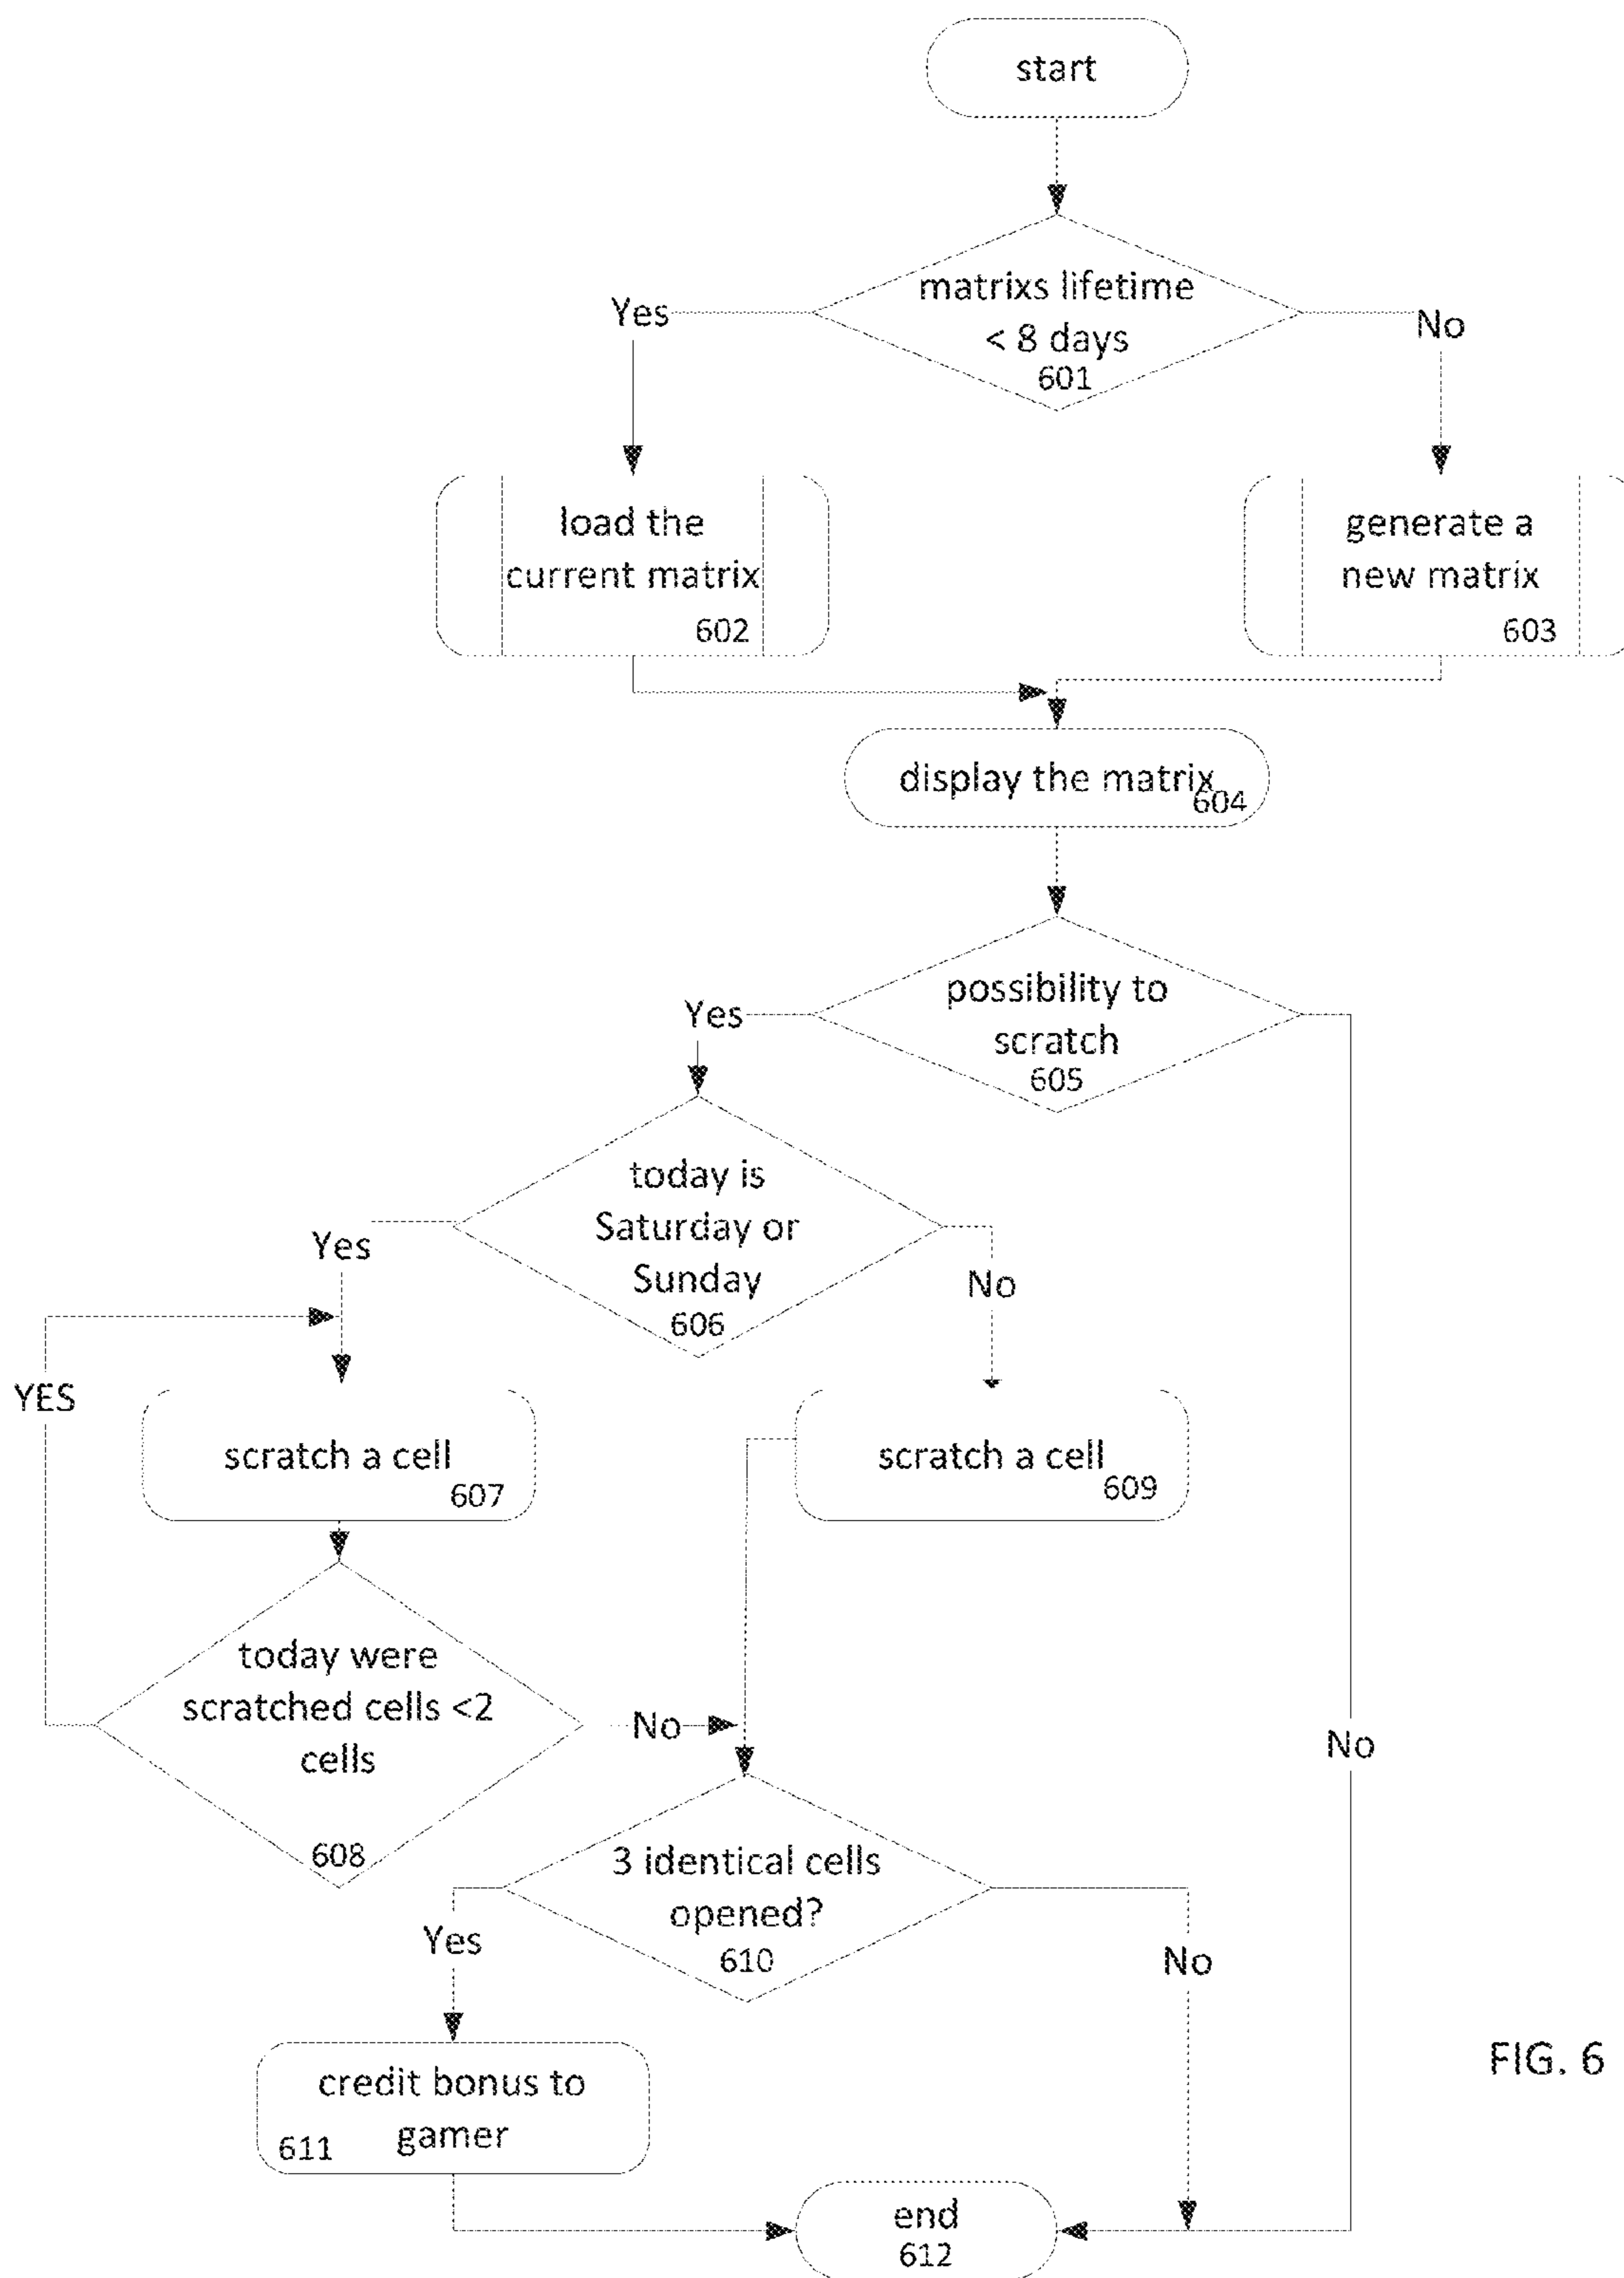 start
matrixs lifetime
< 8 days
601
Yes
No
load the
current matrix
602
generate a
new matrix
603
display the matrix
604
possibility to
scratch
605
Yes
today is
Saturday or
Sunday
606
Yes
No
YES
scratch a cell
607
scratch a cell
609
today were
scratched cells <2
cells
608
No
No
3 identical cells
opened?
610
Yes
No
credit bonus to
gamer
611
FIG. 6
end
612